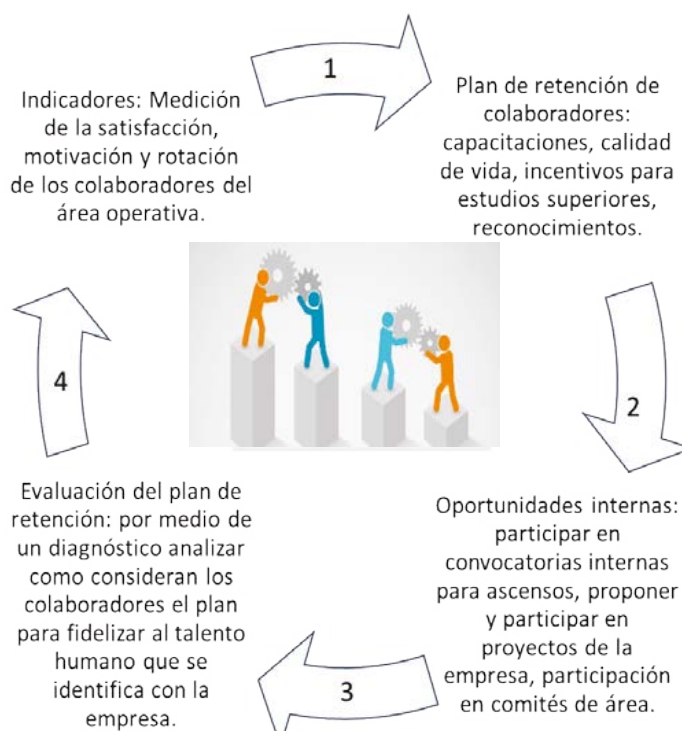 1
Indicadores: Medición
de la satisfacción,
motivación y rotación
de los colaboradores del
área operativa.
Plan de retención de
colaboradores:
capacitaciones, calidad
de vida, incentivos para
estudios superiores,
reconocimientos.
2
Oportunidades internas:
participar en
convocatorias internas
para ascensos, proponer
y participar en
proyectos de la
empresa, participación
en comités de área.
3
Evaluación del plan de
retención: por medio de
un diagnóstico analizar
como consideran los
colaboradores el plan
para fidelizar al talento
humano que se
identifica con la
empresa.
4